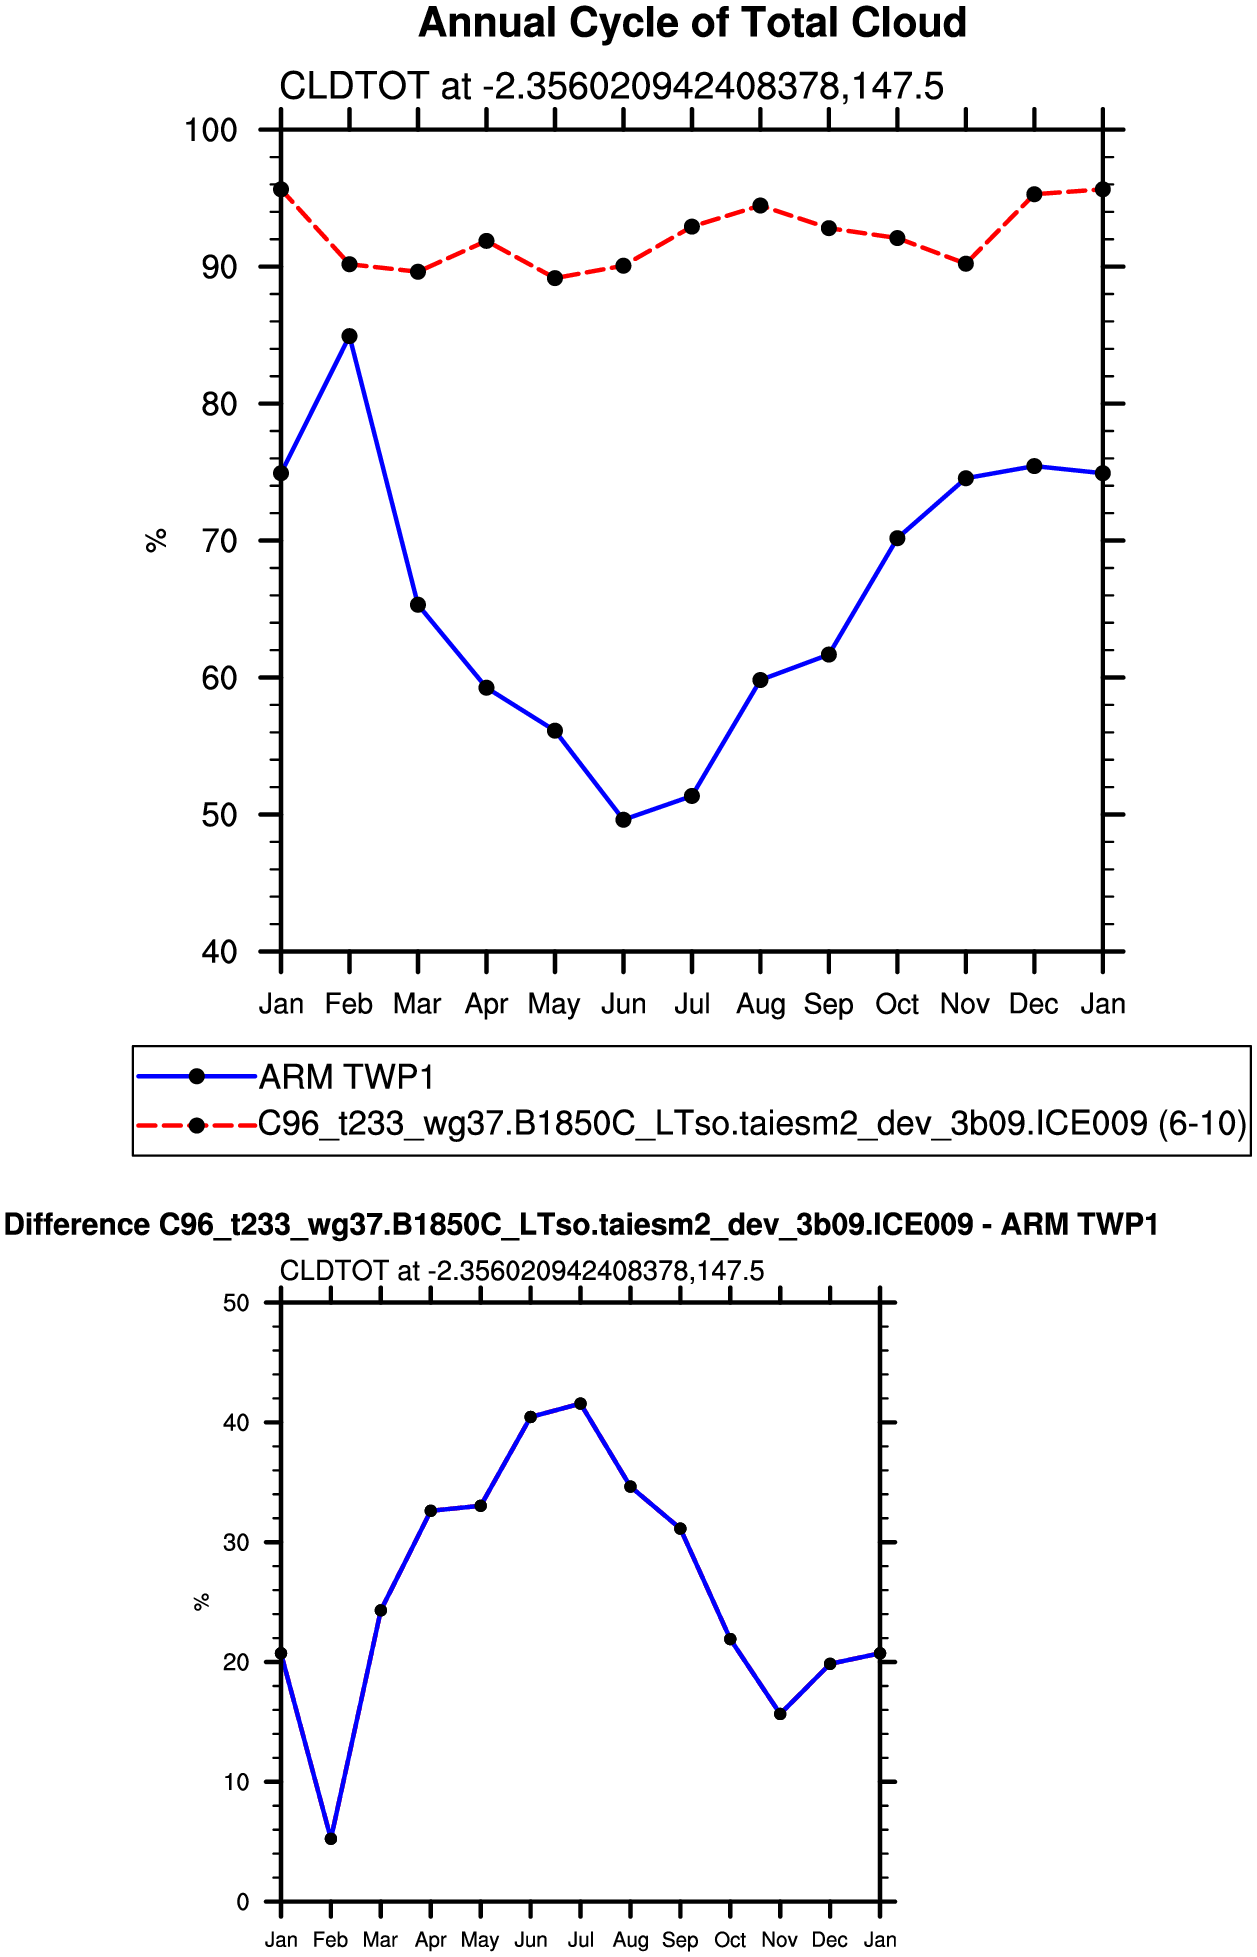 Annual Cycle of Total Cloud
CLDTOT at -2.356020942408378,147.5
100
90
80
70
60
50
40
%
Jan Feb Mar Apr May Jun Jul Aug Sep Oct Nov Dec Jan
ARM TWP1
C96_t233_wg37.B1850C_LTso.taiesm2_dev_3b09.ICE009 (6-10)
Difference C96_t233_wg37.B1850C_LTso.taiesm2_dev_3b09.ICE009 - ARM TWP1
CLDTOT at -2.356020942408378,147.5
50
40
30
20
10
0
%
Jan Feb Mar Apr May Jun Jul Aug Sep Oct Nov Dec Jan